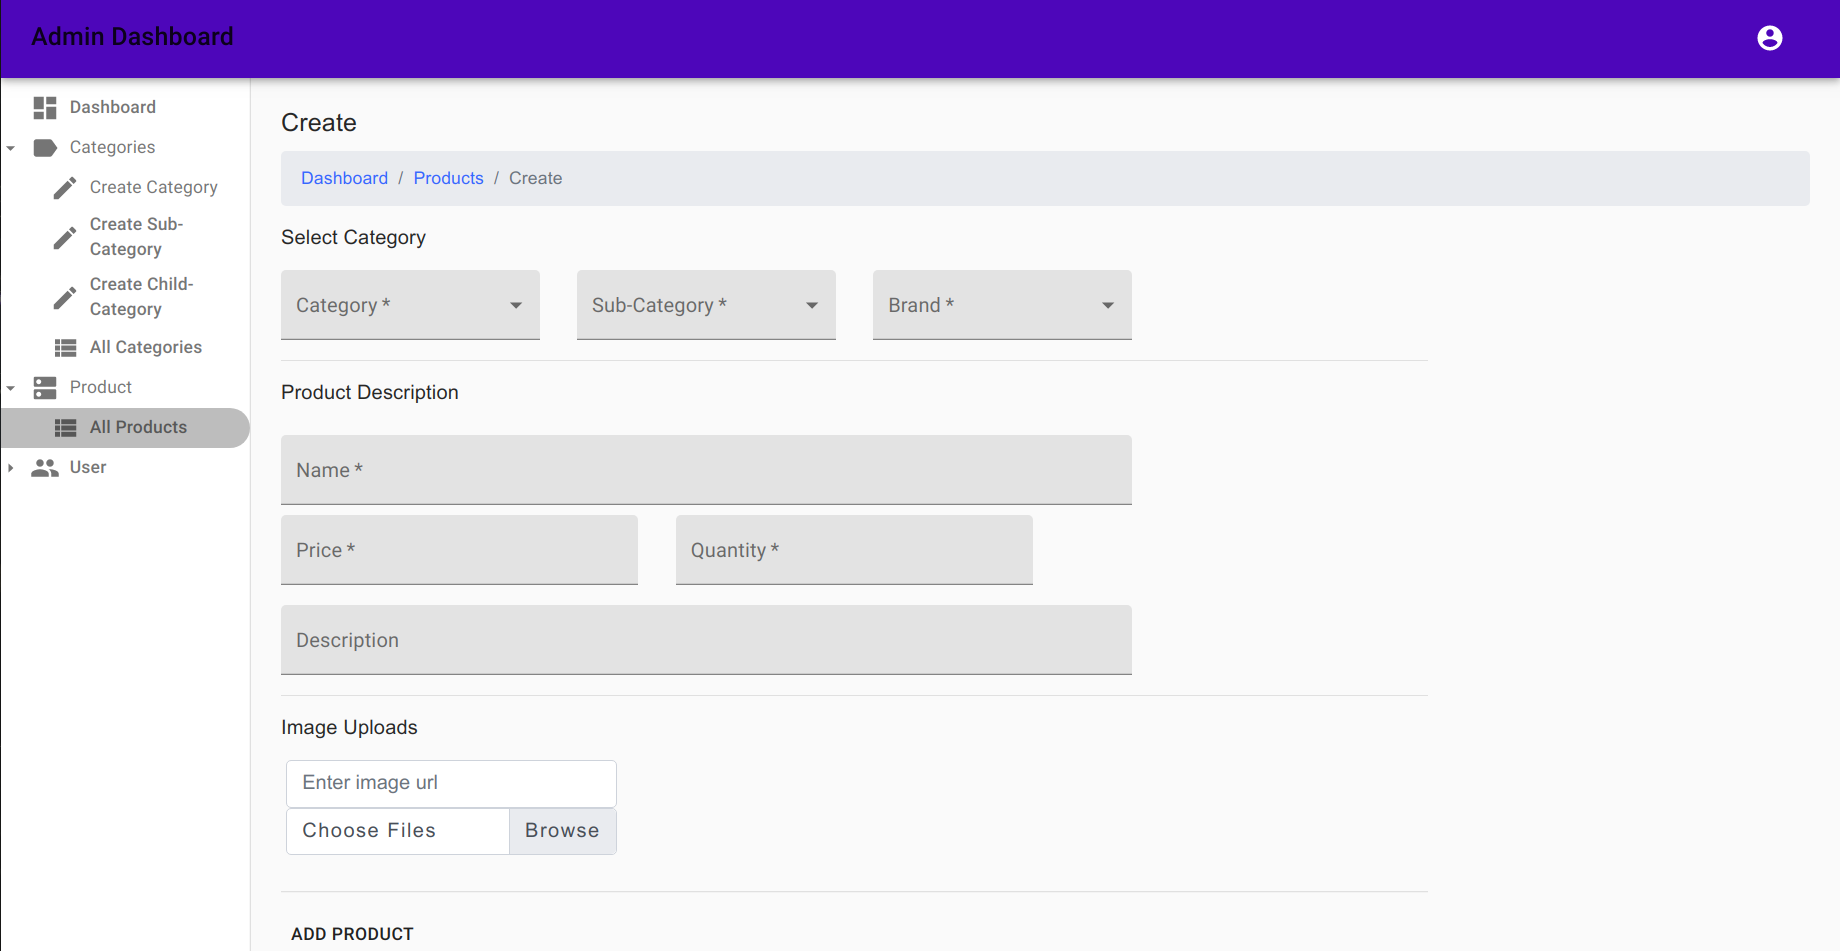 Admin Dashboard
Dashboard
Categories
Create Category
Create Sub-
Category
Create Child-
Category
All Categories
Product
All Products
User
Create
Dashboard / Products / Create
Select Category
Category * Sub-Category * Brand *
Product Description
Name *
Price * Quantity *
Description
Image Uploads
Enter image url
Choose Files Browse
ADD PRODUCT